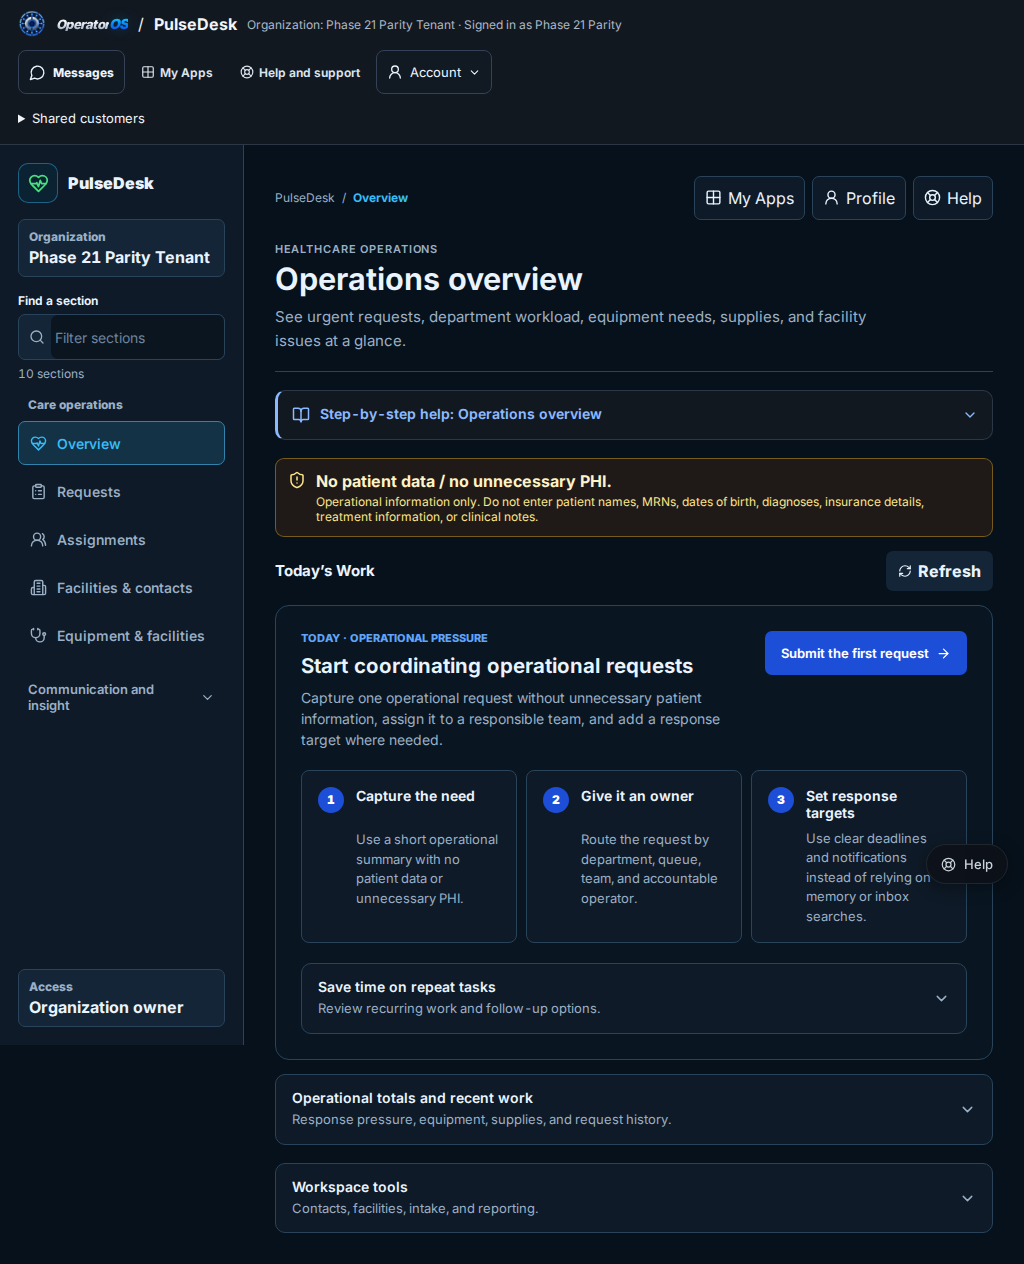 OperatorOS / PulseDesk Organization: Phase 21 Parity Tenant · Signed in as Phase 21 Parity
Messages My Apps Help and support Account
Shared customers
PulseDesk
Organization
Phase 21 Parity Tenant
Find a section
Filter sections
10 sections
Care operations
Overview
Requests
Assignments
Facilities & contacts
Equipment & facilities
Communication and
insight
Access
Organization owner
PulseDesk / Overview
My Apps Profile Help
HEALTHCARE OPERATIONS
Operations overview
See urgent requests, department workload, equipment needs, supplies, and facility
issues at a glance.
Step-by-step help: Operations overview
No patient data / no unnecessary PHI.
Operational information only. Do not enter patient names, MRNs, dates of birth, diagnoses, insurance details,
treatment information, or clinical notes.
Today’s Work
Refresh
TODAY · OPERATIONAL PRESSURE
Start coordinating operational requests
Submit the first request
Capture one operational request without unnecessary patient
information, assign it to a responsible team, and add a response
target where needed.
1 Capture the need
Use a short operational
summary with no
patient data or
unnecessary PHI.
2 Give it an owner
Route the request by
department, queue,
team, and accountable
operator.
3 Set response
targets
Use clear deadlines
and notifications
instead of relying on
memory or inbox
searches.
Help
Save time on repeat tasks
Review recurring work and follow-up options.
Operational totals and recent work
Response pressure, equipment, supplies, and request history.
Workspace tools
Contacts, facilities, intake, and reporting.